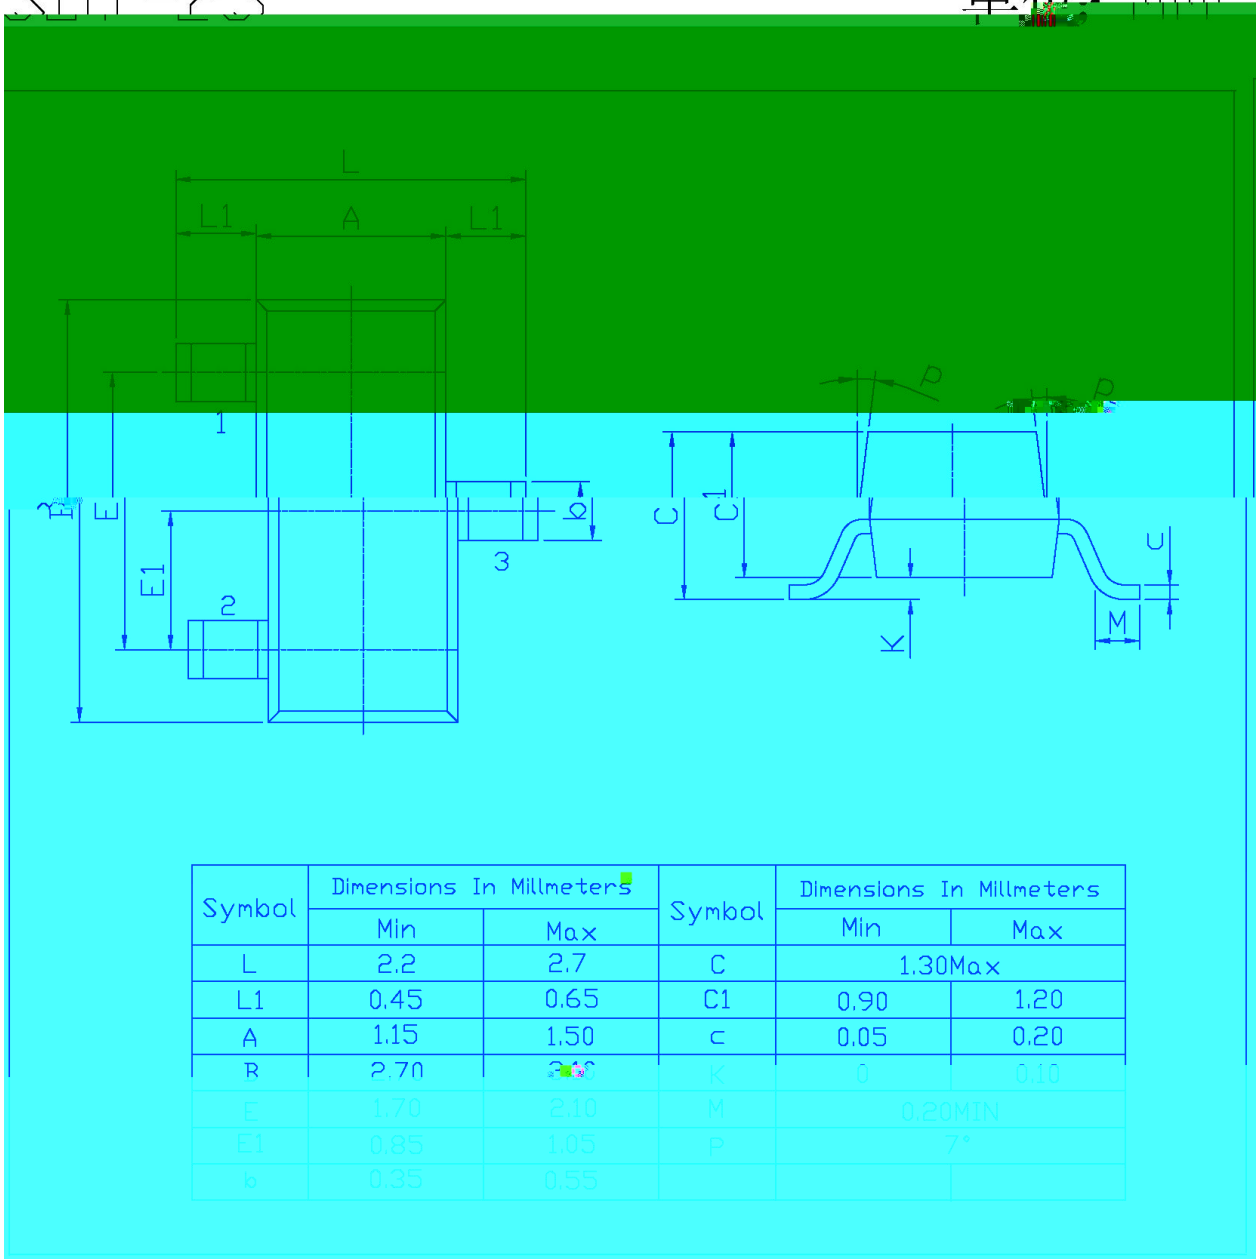 L
L1 A L1
P
P
1
B E b C C1
3 c
E1
2 M
K
Symbol Dimensions In Millmeters Symbol Dimensions In Millmeters
Min Max Min Max
L 2.2 2.7 C 1.30Max
L1 0.45 0.65 C1 0.90 1.20
A 1.15 1.50 c 0.05 0.20
B 2.70 K 0 0.10
E 1.70 2.10 M 0.20MIN
E1 0.85 1.05 P 7°
b 0.35 0.55